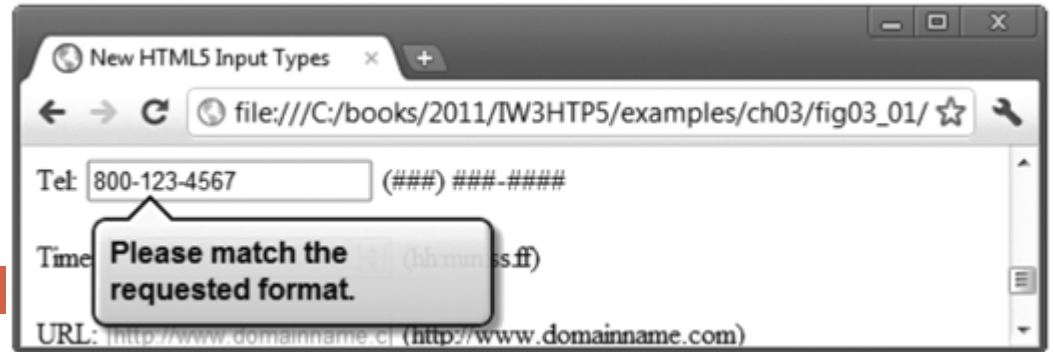 New HTML5 Input Types
file:///C:/books/2011/IW3HTP5/examples/ch03/fig03_01/
Tel: 800-123-4567 (###) ###-####
Please match the
requested format.
Time (hh:mm:ss.ff)
URL: http://www.domainname.c (http://www.domainname.com)